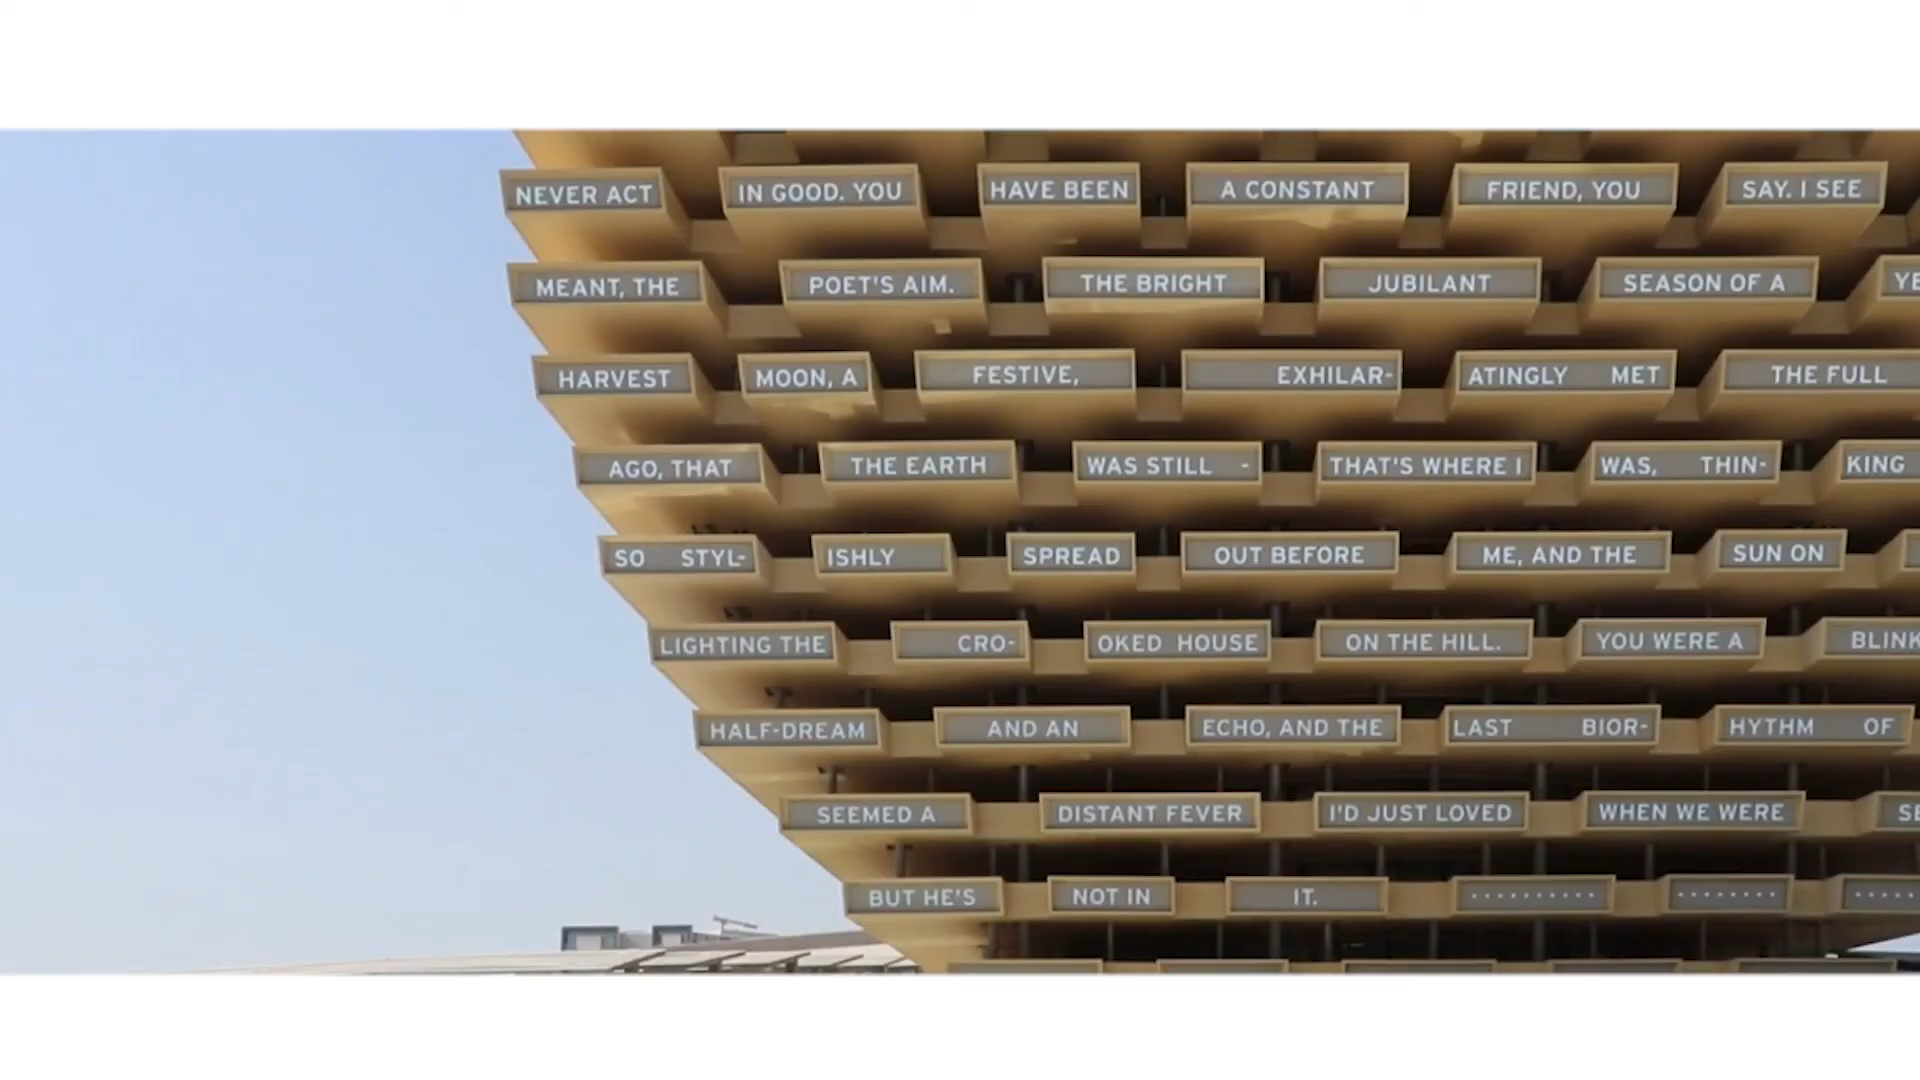 NEVER ACT IN GOOD. YOU HAVE BEEN A CONSTANT FRIEND, YOU SAY. I SEE
MEANT, THE POET'S AIM. THE BRIGHT JUBILANT SEASON OF A
HARVEST MOON, A FESTIVE, EXHILAR- ATINGLY MET THE FULL
AGO, THAT THE EARTH WAS STILL - THAT'S WHERE I WAS, THIN- KING
SO STYL- ISHLY SPREAD OUT BEFORE ME, AND THE SUN ON
LIGHTING THE CRO- OKED HOUSE ON THE HILL. YOU WERE A BLINK
HALF-DREAM AND AN ECHO, AND THE LAST BIOR- HYTHM OF
SEEMED A DISTANT FEVER I'D JUST LOVED WHEN WE WERE
BUT HE'S NOT IN IT. .......... ........